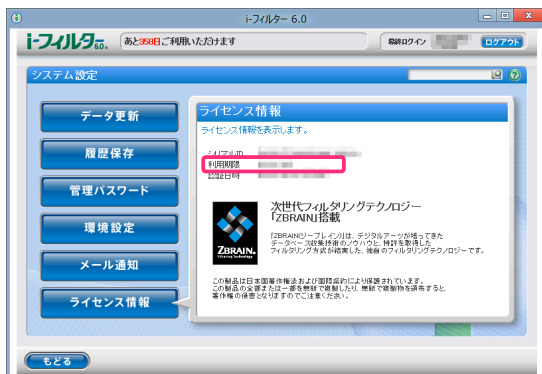 i-フィルター 6.0
i-フィルター6.0. あと358日ご利用いただけます
最終ログイン
ログアウト
システム設定
データ更新
履歴保存
管理パスワード
環境設定
メール通知
ライセンス情報
ライセンス情報
ライセンス情報を表示します。
シリアルID
利用期限
認証日時
次世代フィルタリングテクノロジー
「ZBRAIN」搭載
ZBRAIN.
Filtering Technology
「ZBRAIN(ジーブレイン)」は、デジタルアーツが培ってきた
データベース収集技術のノウハウと、特許を取得した
フィルタリング方式が結実した、独自のフィルタリングテクノロジーです。
この製品は日本国著作権法および国際条約により保護されています。
この製品の全部または一部を無断で複製したり、無断で複製物を頒布すると、
著作権の侵害となりますのでご注意ください。
もどる